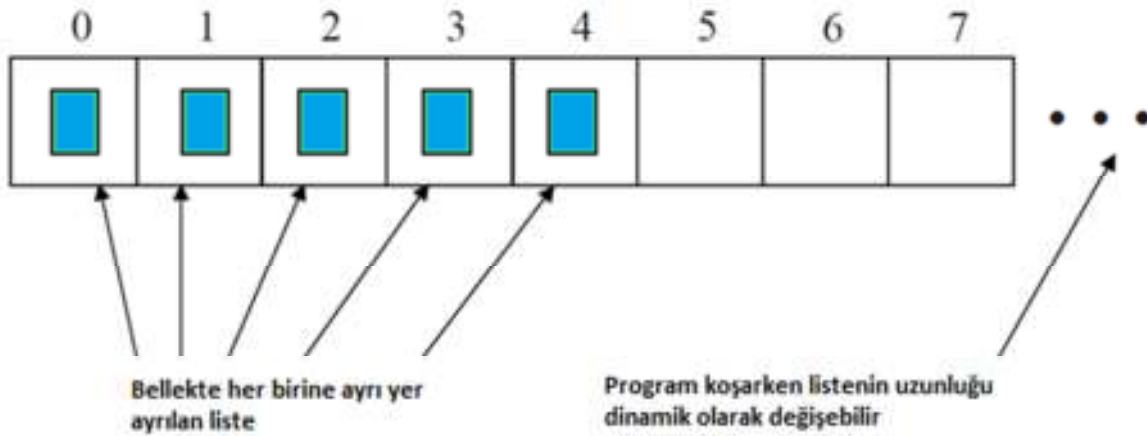 0 1 2 3 4 5 6 7
Bellekte her birine ayrı yer
ayrılan liste
Program koşarken listenin uzunluğu
dinamik olarak değişebilir